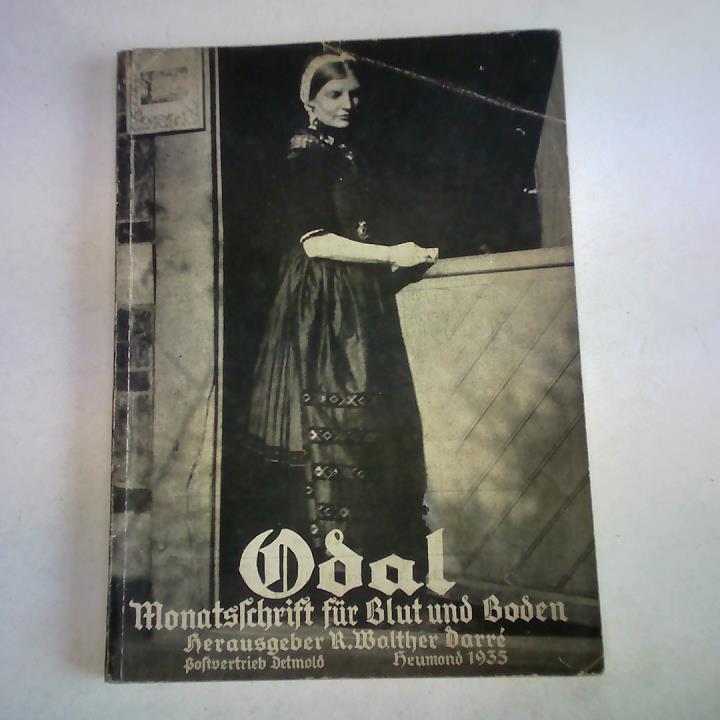 Odal
Monatsschrift für Blut und Boden
Herausgeber R. Walther Darré
Postvertrieb Detmold Heumond 1935